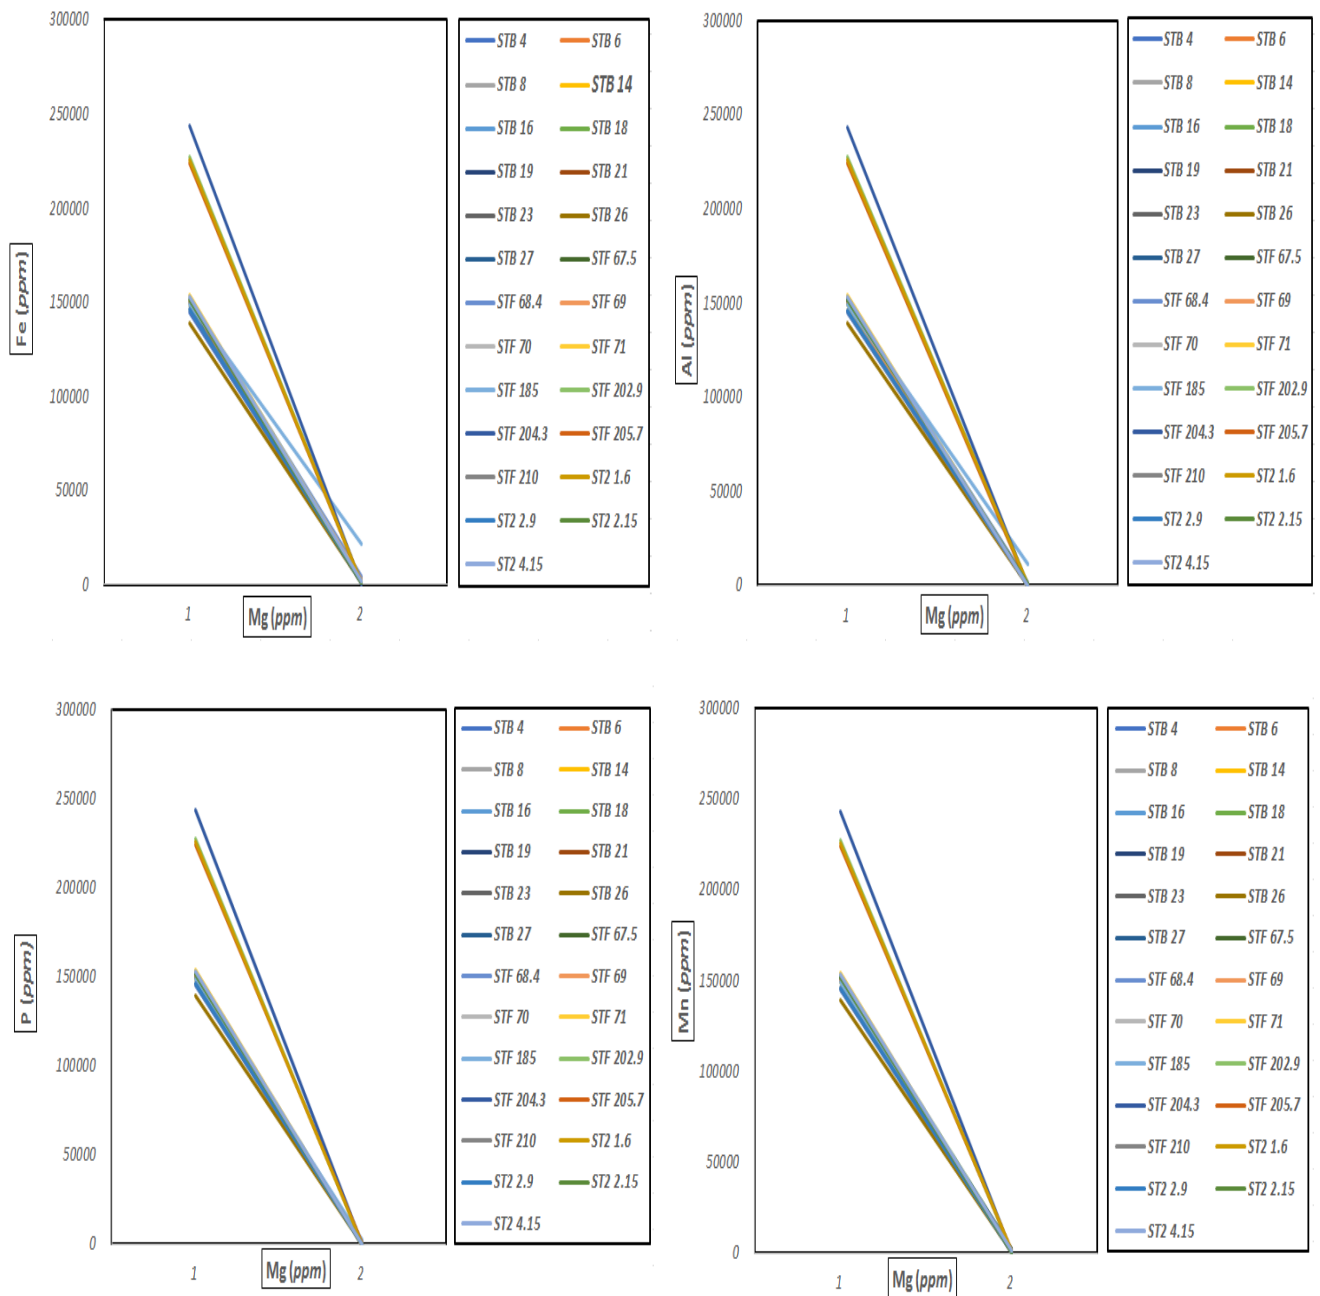 300000
250000
200000
150000
100000
50000
0
Fe (ppm)
1
2
Mg (ppm)
STB 4 STB 6
STB 8 STB 14
STB 16 STB 18
STB 19 STB 21
STB 23 STB 26
STB 27 STF 67.5
STF 68.4 STF 69
STF 70 STF 71
STF 185 STF 202.9
STF 204.3 STF 205.7
STF 210 ST2 1.6
ST2 2.9 ST2 2.15
ST2 4.15
300000
250000
200000
150000
100000
50000
0
Al (ppm)
1
2
Mg (ppm)
STB 4 STB 6
STB 8 STB 14
STB 16 STB 18
STB 19 STB 21
STB 23 STB 26
STB 27 STF 67.5
STF 68.4 STF 69
STF 70 STF 71
STF 185 STF 202.9
STF 204.3 STF 205.7
STF 210 ST2 1.6
ST2 2.9 ST2 2.15
ST2 4.15
300000
250000
200000
150000
100000
50000
0
P (ppm)
1
2
Mg (ppm)
STB 4 STB 6
STB 8 STB 14
STB 16 STB 18
STB 19 STB 21
STB 23 STB 26
STB 27 STF 67.5
STF 68.4 STF 69
STF 70 STF 71
STF 185 STF 202.9
STF 204.3 STF 205.7
STF 210 ST2 1.6
ST2 2.9 ST2 2.15
ST2 4.15
300000
250000
200000
150000
100000
50000
0
Mn (ppm)
1
2
Mg (ppm)
STB 4 STB 6
STB 8 STB 14
STB 16 STB 18
STB 19 STB 21
STB 23 STB 26
STB 27 STF 67.5
STF 68.4 STF 69
STF 70 STF 71
STF 185 STF 202.9
STF 204.3 STF 205.7
STF 210 ST2 1.6
ST2 2.9 ST2 2.15
ST2 4.15